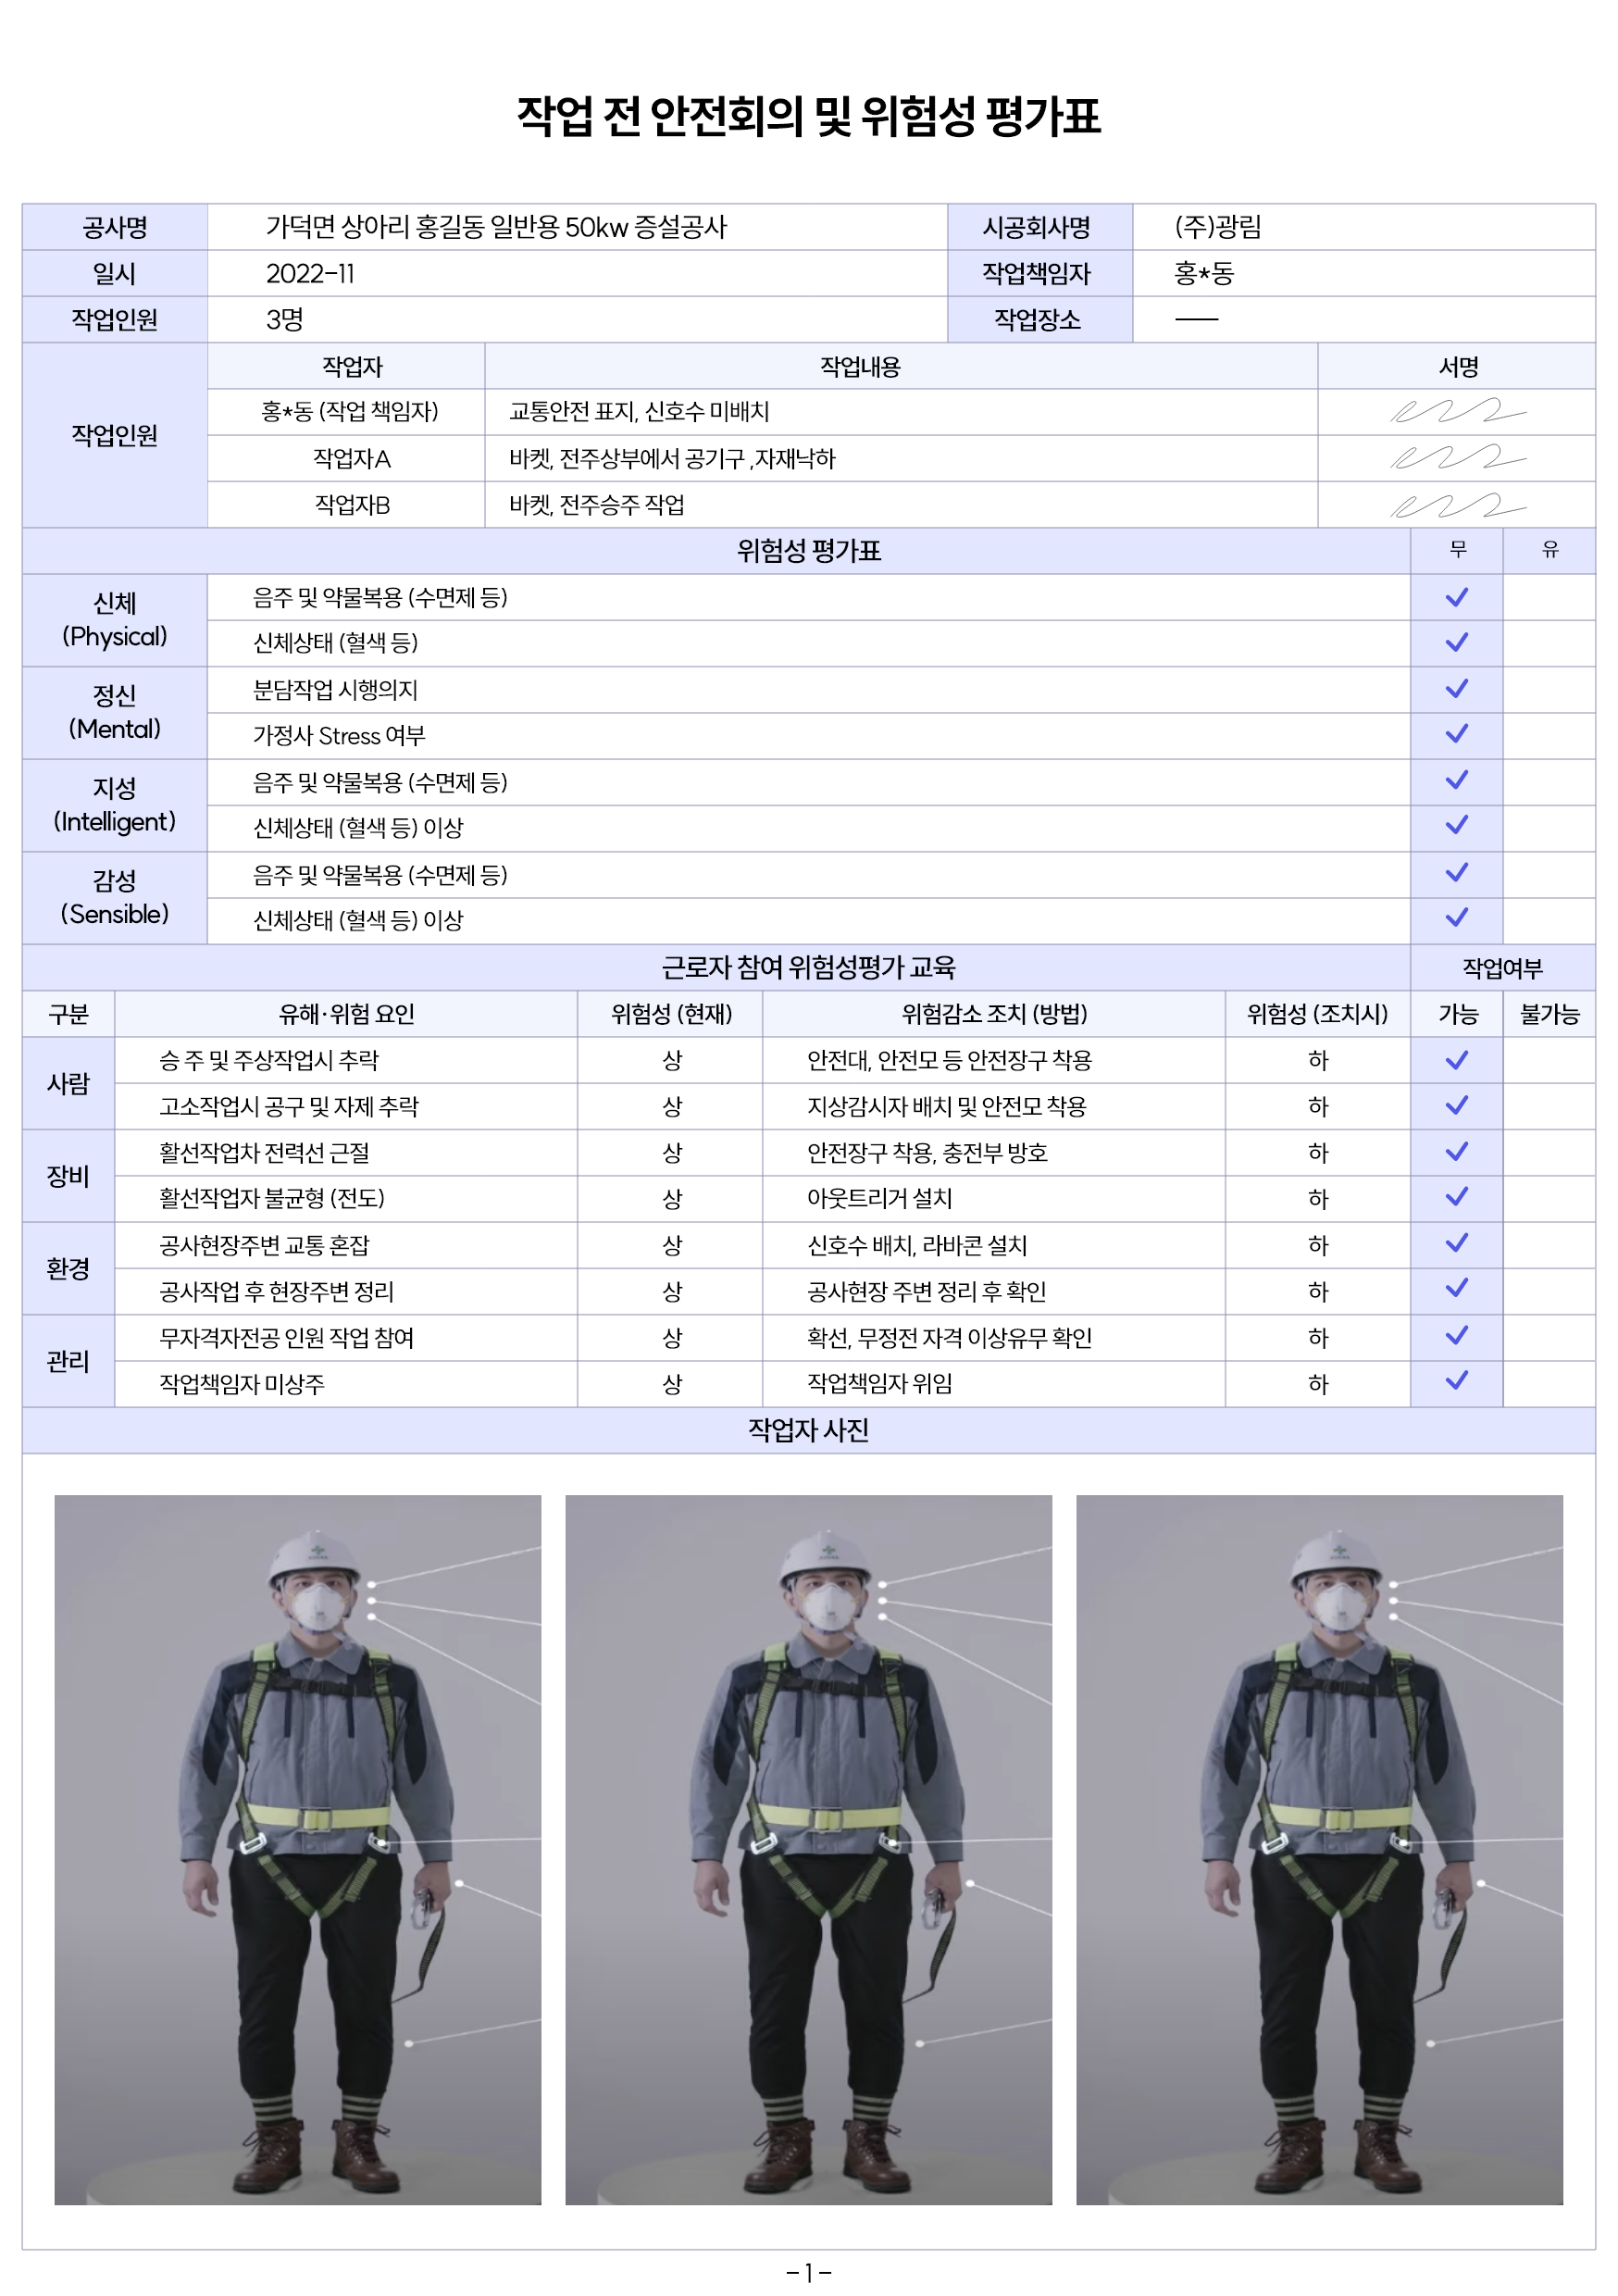 작업 전 안전회의 및 위험성 평가표
공사명 가덕면 상아리 홍길동 일반용 50kw 증설공사 시공회사명 (주)광림
일시 2022-11 작업책임자 홍*동
작업인원 3명 작업장소 —
작업인원
작업자 작업내용 서명
홍*동 (작업 책임자) 교통안전 표지, 신호수 미배치
작업자A 바켓, 전주상부에서 공기구 ,자재낙하
작업자B 바켓, 전주승주 작업
위험성 평가표 무 유
신체
(Physical)
음주 및 약물복용 (수면제 등)
신체상태 (혈색 등)
정신
(Mental)
분담작업 시행의지
가정사 Stress 여부
지성
(Intelligent)
음주 및 약물복용 (수면제 등)
신체상태 (혈색 등) 이상
감성
(Sensible)
음주 및 약물복용 (수면제 등)
신체상태 (혈색 등) 이상
근로자 참여 위험성평가 교육 작업여부
구분 유해·위험 요인 위험성 (현재) 위험감소 조치 (방법) 위험성 (조치시) 가능 불가능
사람
승 주 및 주상작업시 추락 상 안전대, 안전모 등 안전장구 착용 하
고소작업시 공구 및 자제 추락 상 지상감시자 배치 및 안전모 착용 하
장비
활선작업차 전력선 근절 상 안전장구 착용, 충전부 방호 하
활선작업자 불균형 (전도) 상 아웃트리거 설치 하
환경
공사현장주변 교통 혼잡 상 신호수 배치, 라바콘 설치 하
공사작업 후 현장주변 정리 상 공사현장 주변 정리 후 확인 하
관리
무자격자전공 인원 작업 참여 상 확선, 무정전 자격 이상유무 확인 하
작업책임자 미상주 상 작업책임자 위임 하
작업자 사진
- 1 -